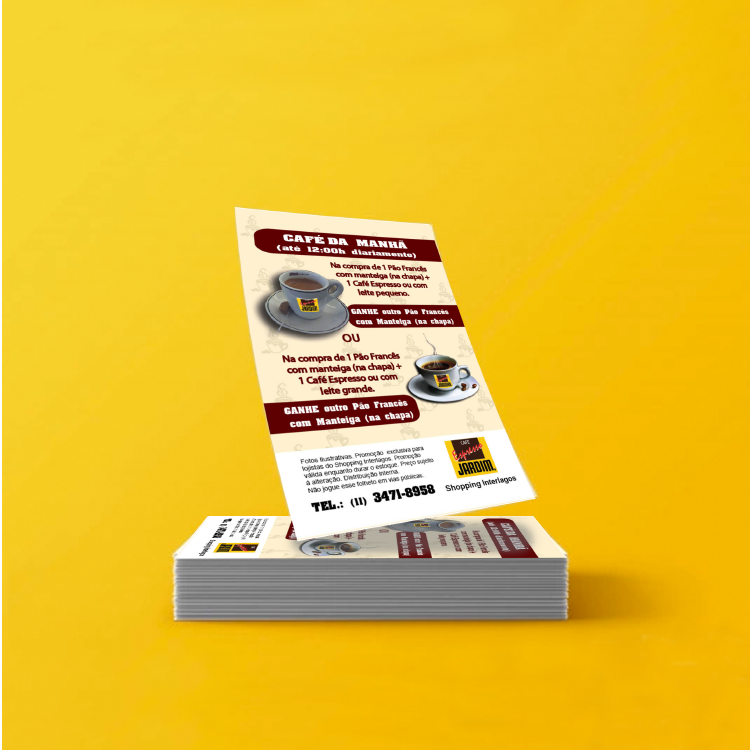 CAFÉ DA MANHÃ
(até 12:00h diariamente)
Na compra de 1 Pão Francês
com manteiga (na chapa) +
1 Café Espresso ou com
leite pequeno.
GANHE outro Pão Francês
com Manteiga (na chapa)
OU
Na compra de 1 Pão Francês
com manteiga (na chapa) +
1 Café Espresso ou com
leite grande.
GANHE outro Pão Francês
com Manteiga (na chapa)
Fotos Ilustrativas. Promoção exclusiva para
lojistas do Shopping Interlagos. Promoção
válida enquanto durar o estoque. Preço sujeito
à alteração. Distribuição Interna.
Não jogue esse folheto em vias públicas.
TEL.: (11) 3471-8958
CAFÉ
Espresso
JARDIM
Shopping Interlagos